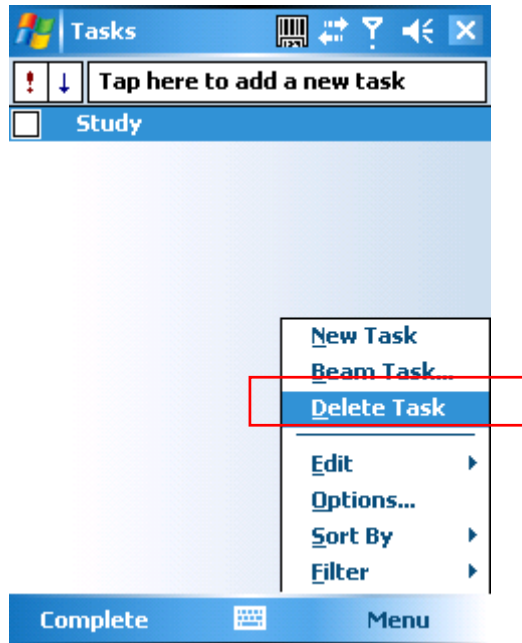 Tasks
Tap here to add a new task
Study
New Task
Beam Task...
Delete Task
Edit
Options...
Sort By
Filter
Complete
Menu